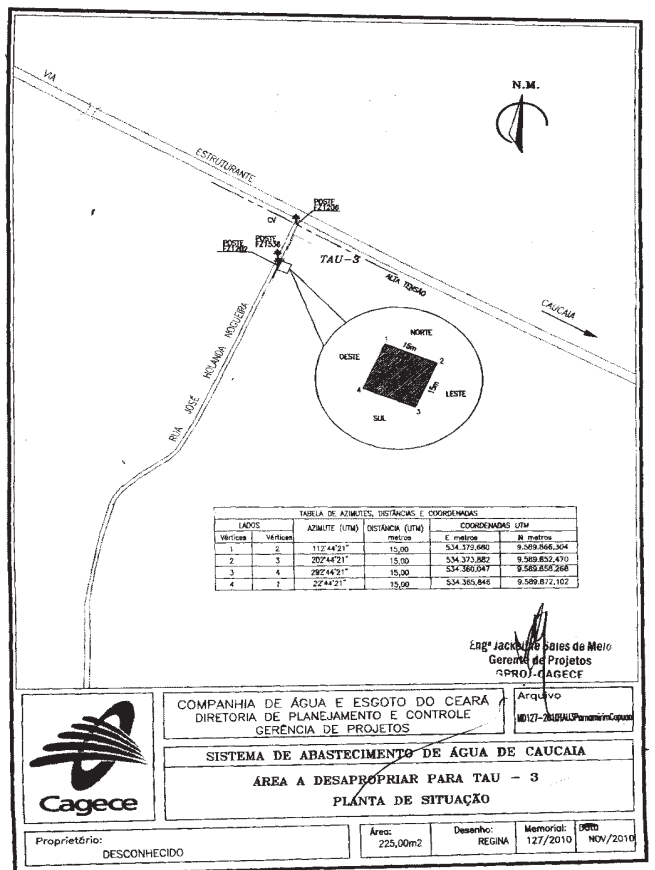 N.M.
VIA
ESTRUTURANTE
POSTE
FZT206
CV
POSTE
FZT202
POSTE
FZT538
TAU-3
ALTA TENSÃO
CAUCAIA
RUA JOSÉ HOLANDA NOGUEIRA
NORTE
1
15m
2
OESTE
15m
LESTE
4
3
SUL
TABELA DE AZIMUTES, DISTÂNCIAS E COORDENADAS
LADOS AZIMUTE (UTM) DISTÂNCIA (UTM) COORDENADAS UTM
Vértices Vértices metros E metros N metros
1 2 112°44'21" 15,00 534.379,680 9.589.866,304
2 3 202°44'21" 15,00 534.373,882 9.589.852,470
3 4 292°44'21" 15,00 534.360,047 9.589.858,268
4 1 22°44'21" 15,00 534.365,846 9.589.872,102
Engª Jackeline Sales de Melo
Gerente de Projetos
GPROJ-CAGECE
Cagece
COMPANHIA DE ÁGUA E ESGOTO DO CEARÁ
DIRETORIA DE PLANEJAMENTO E CONTROLE
GERÊNCIA DE PROJETOS
Arquivo
SISTEMA DE ABASTECIMENTO DE ÁGUA DE CAUCAIA
ÁREA A DESAPROPRIAR PARA TAU - 3
PLANTA DE SITUAÇÃO
Proprietário:
DESCONHECIDO
Área:
225,00m2
Desenho:
REGINA
Memorial:
127/2010
Data
NOV/2010